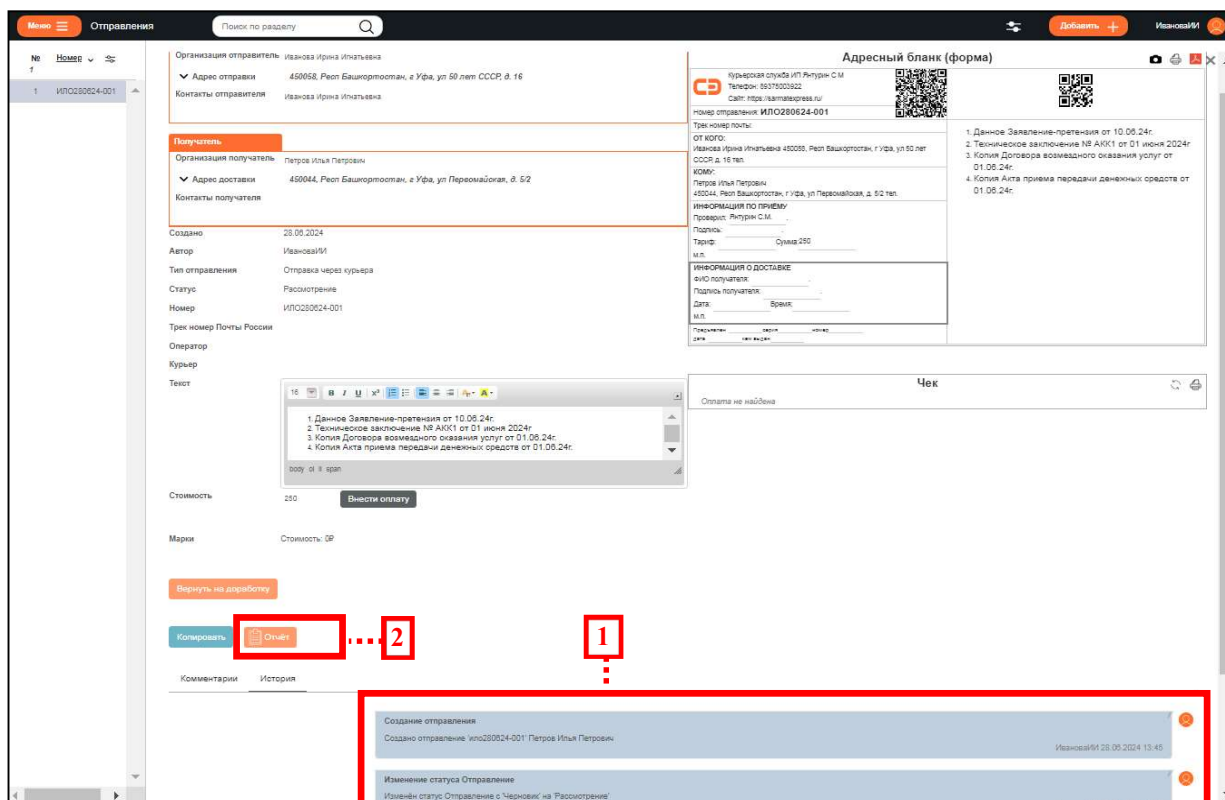 Меню
Отправления
Поиск по разделу
Добавить
ИвановаИИ
№
Номер
1
1 ИЛО280624-001
Организация отправитель Иванова Ирина Игнатьевна
Адрес отправки 450058, Респ Башкортостан, г Уфа, ул 50 лет СССР, д. 16
Контакты отправителя Иванова Ирина Игнатьевна
Получатель
Организация получатель Петров Илья Петрович
Адрес доставки 450044, Респ Башкортостан, г Уфа, ул Первомайская, д. 5/2
Контакты получателя
Создано 28.06.2024
Автор ИвановаИИ
Тип отправления Отправка через курьера
Статус Рассмотрение
Номер ИЛО280624-001
Трек номер Почты России
Оператор
Курьер
Текст
16 B I U x²
1. Данное Заявление-претензия от 10.06.24г.
2. Техническое заключение № АКК1 от 01 июня 2024г
3. Копия Договора возмездного оказания услуг от 01.06.24г.
4. Копия Акта приема передачи денежных средств от 01.06.24г.
body ol li span
Стоимость 250 Внести оплату
Марки Стоимость: 0₽
Вернуть на доработку
Копировать Отчёт
2
1
Комментарии История
Создание отправления
Создано отправление 'ило280624-001' Петров Илья Петрович
ИвановаИИ 28.06.2024 13:45
Изменение статуса Отправление
Изменён статус Отправление с 'Черновик' на 'Рассмотрение'
Адресный бланк (форма)
СЭ
Курьерская служба ИП Янтурин С М
Телефон: 89375003922
Сайт: https://sarmatexpress.ru/
Номер отправления: ИЛО280624-001
Трек номер почты:
ОТ КОГО:
Иванова Ирина Игнатьевна 450058, Респ Башкортостан, г Уфа, ул 50 лет
СССР, д. 16 тел.
КОМУ:
Петров Илья Петрович
450044, Респ Башкортостан, г Уфа, ул Первомайская, д. 5/2 тел.
ИНФОРМАЦИЯ ПО ПРИЁМУ
Проверил: Янтурин С.М.
Подпись:
Тариф: Сумма:250
м.п.
ИНФОРМАЦИЯ О ДОСТАВКЕ
ФИО получателя:
Подпись получателя:
Дата: Время:
м.п.
Предъявлен серия номер
дата кем выдан
1. Данное Заявление-претензия от 10.06.24г.
2. Техническое заключение № АКК1 от 01 июня 2024г
3. Копия Договора возмездного оказания услуг от
01.06.24г.
4. Копия Акта приема передачи денежных средств от
01.06.24г.
Чек
Оплата не найдена